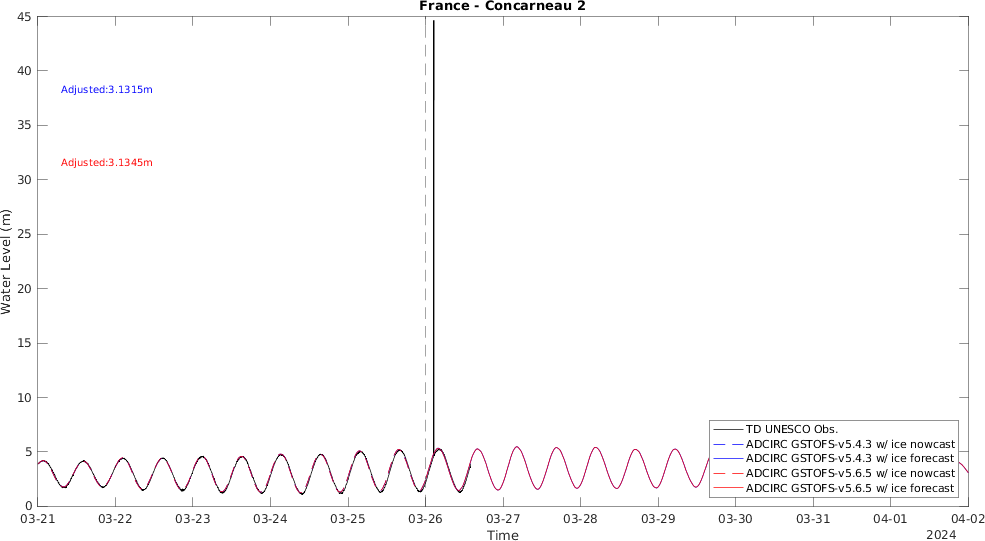 France - Concarneau 2
45
40
35
30
25
20
15
10
5
0
Water Level (m)
Adjusted:3.1315m
Adjusted:3.1345m
TD UNESCO Obs.
ADCIRC GSTOFS-v5.4.3 w/ ice nowcast
ADCIRC GSTOFS-v5.4.3 w/ ice forecast
ADCIRC GSTOFS-v5.6.5 w/ ice nowcast
ADCIRC GSTOFS-v5.6.5 w/ ice forecast
03-21 03-22 03-23 03-24 03-25 03-26 03-27 03-28 03-29 03-30 03-31 04-01 04-02
Time
2024